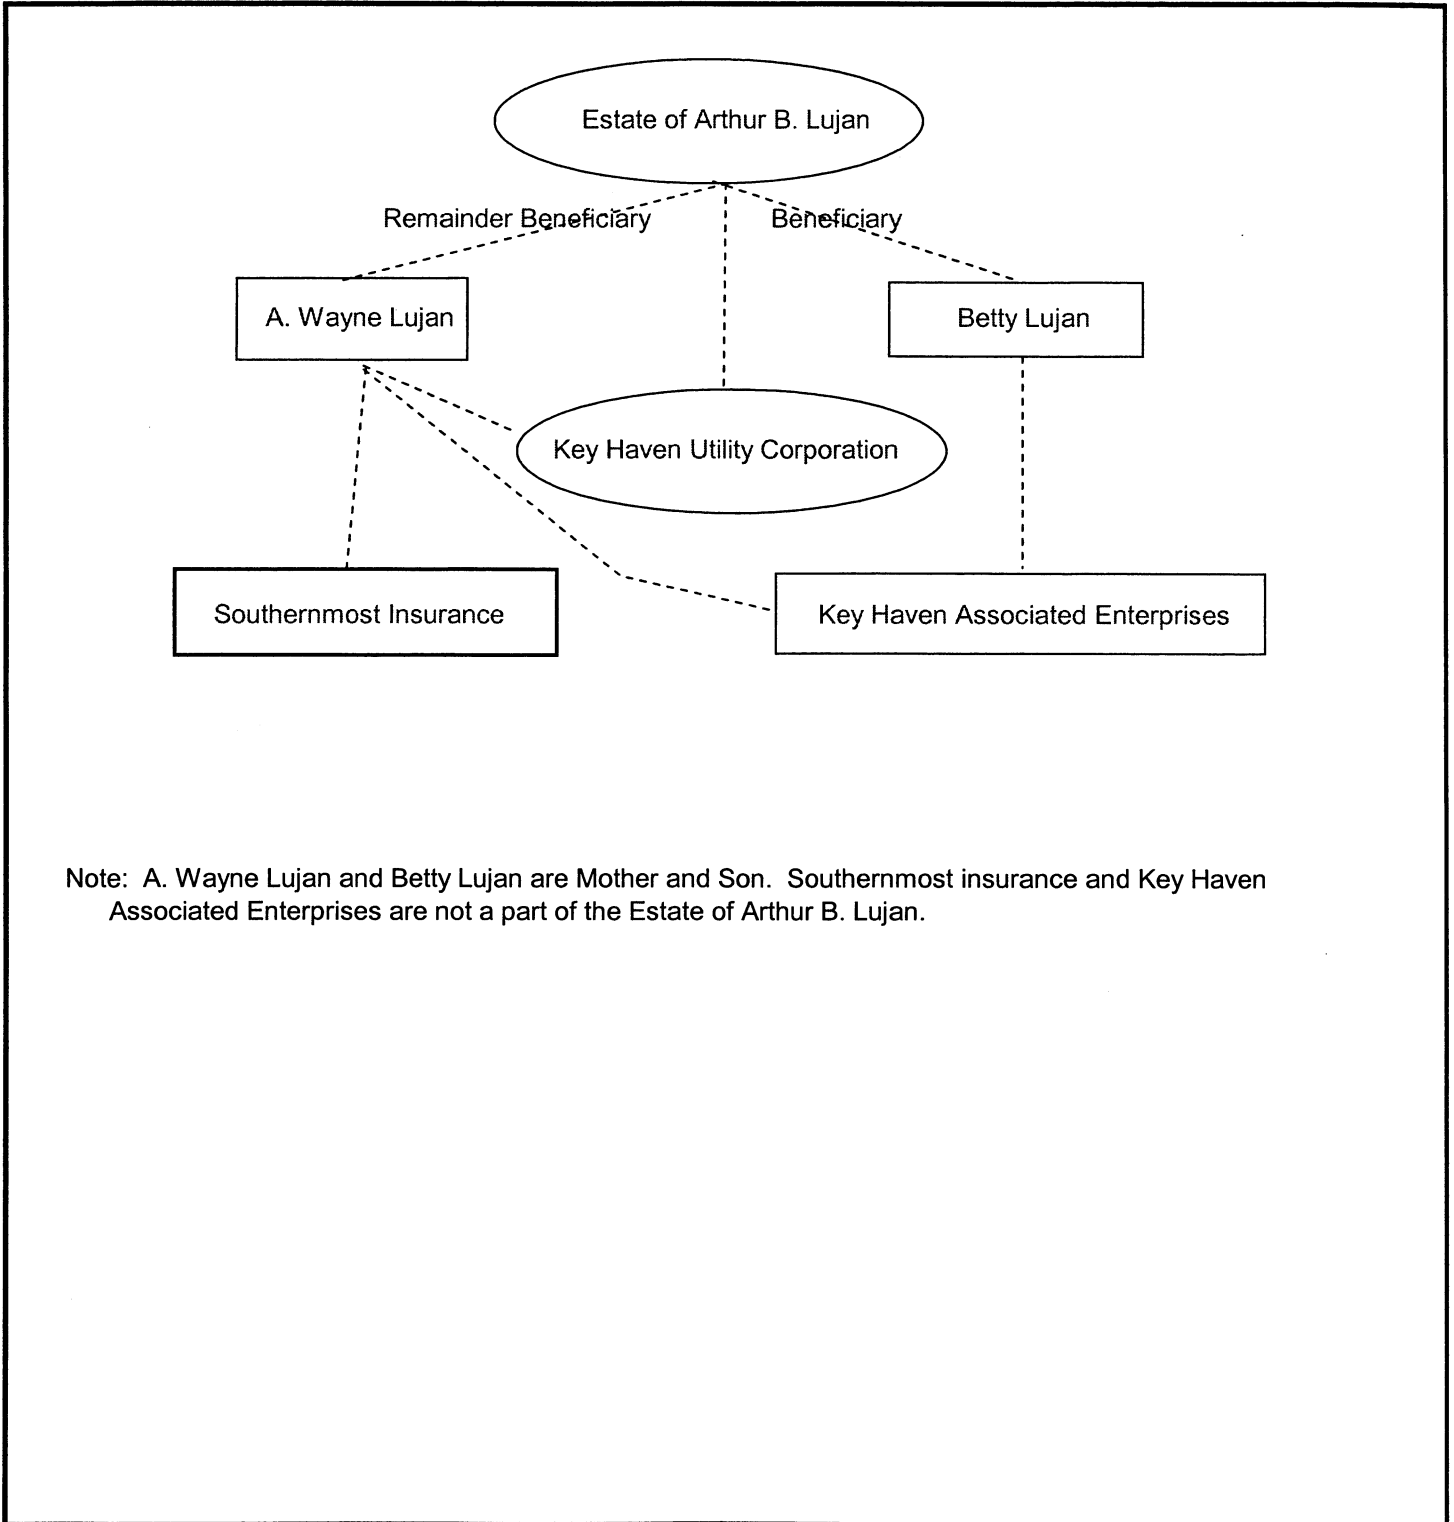 Estate of Arthur B. Lujan
Remainder Beneficiary
Beneficiary
A. Wayne Lujan
Betty Lujan
Key Haven Utility Corporation
Southernmost Insurance
Key Haven Associated Enterprises
Note: A. Wayne Lujan and Betty Lujan are Mother and Son. Southernmost insurance and Key Haven
Associated Enterprises are not a part of the Estate of Arthur B. Lujan.